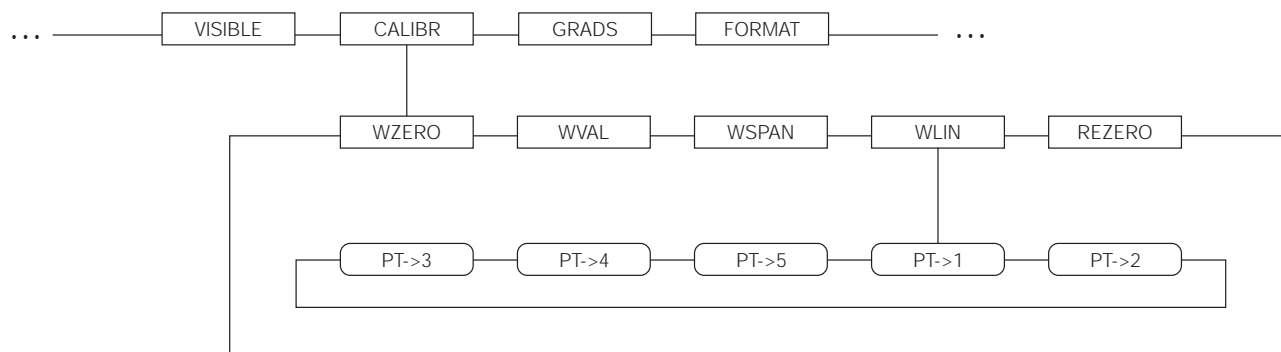 ... VISIBLE CALIBR GRADS FORMAT ...
WZERO WVAL WSPAN WLIN REZERO
PT->3 PT->4 PT->5 PT->1 PT->2